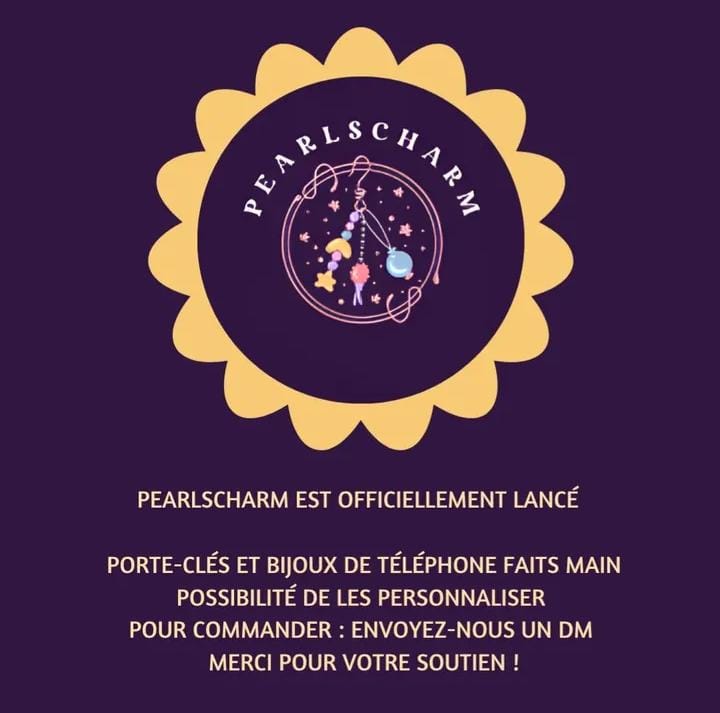 PEARLSCHARM
PEARLSCHARM EST OFFICIELLEMENT LANCÉ
PORTE-CLÉS ET BIJOUX DE TÉLÉPHONE FAITS MAIN
POSSIBILITÉ DE LES PERSONNALISER
POUR COMMANDER : ENVOYEZ-NOUS UN DM
MERCI POUR VOTRE SOUTIEN !